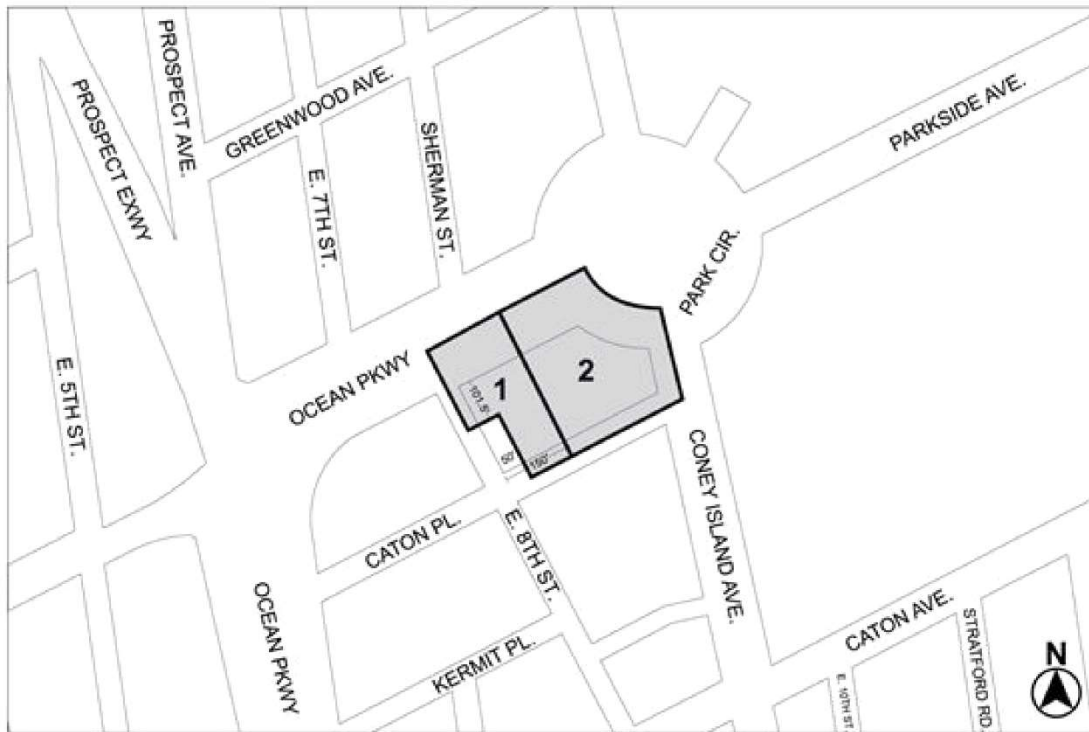 PROSPECT EXWY
PROSPECT AVE.
GREENWOOD AVE.
E. 7TH ST.
SHERMAN ST.
PARKSIDE AVE.
PARK CIR.
E. 5TH ST.
OCEAN PKWY
1
2
101.5'
50'
150'
CATON PL.
E. 8TH ST.
CONEY ISLAND AVE.
OCEAN PKWY
KERMIT PL.
CATON AVE.
E. 10TH ST.
STRATFORD RD.
N